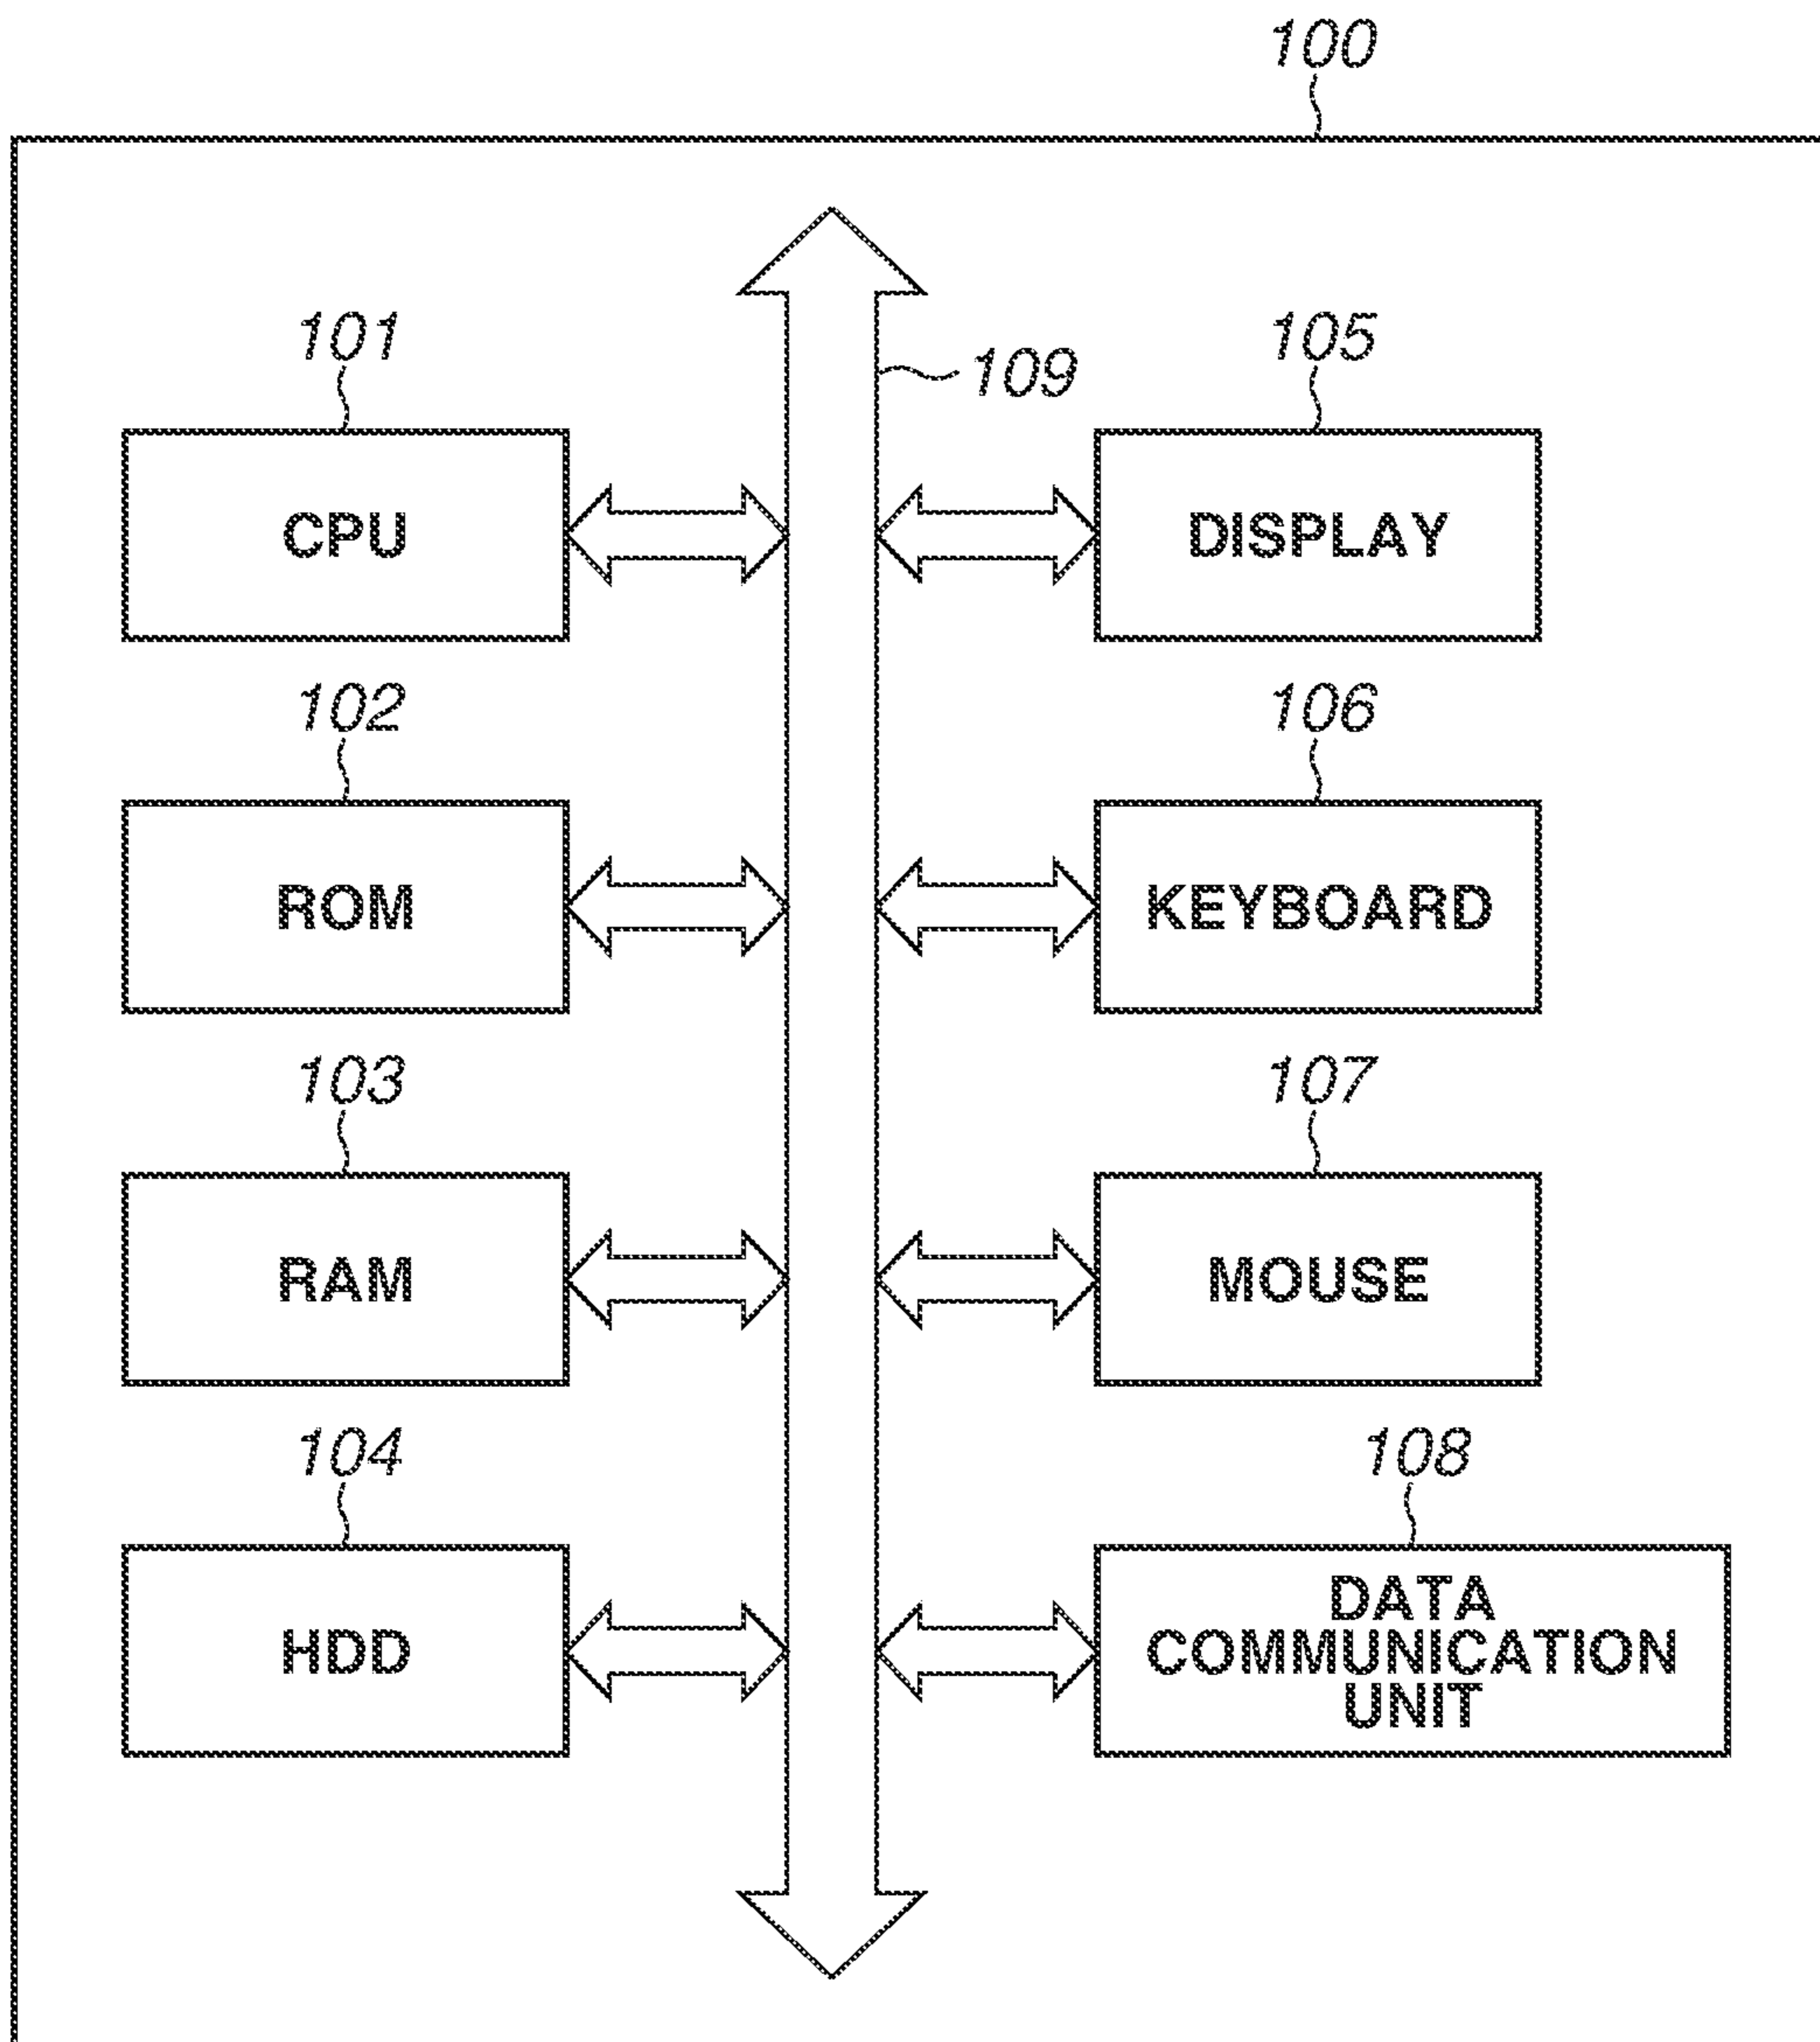 100
101
109
105
CPU
DISPLAY
102
106
ROM
KEYBOARD
103
107
RAM
MOUSE
104
108
HDD
DATA
COMMUNICATION
UNIT